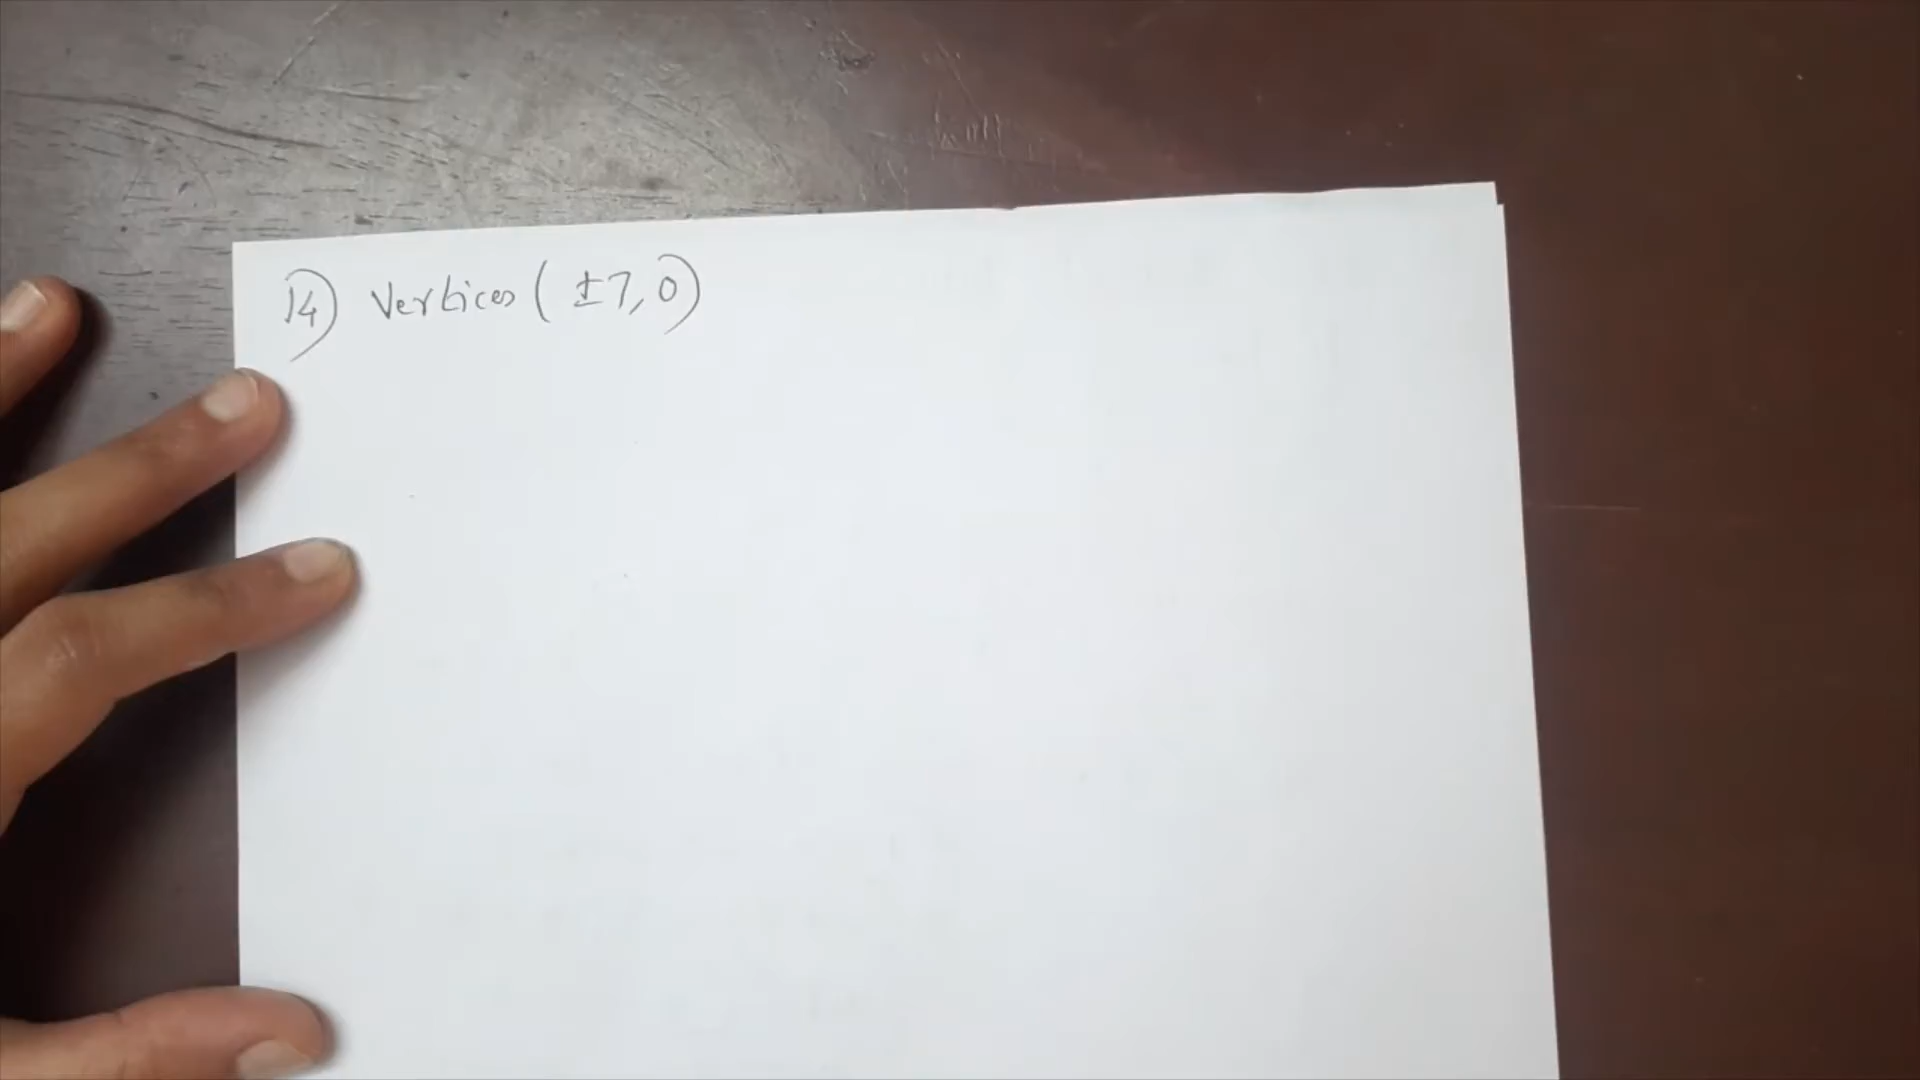 14) Vertices ( ±7, 0)